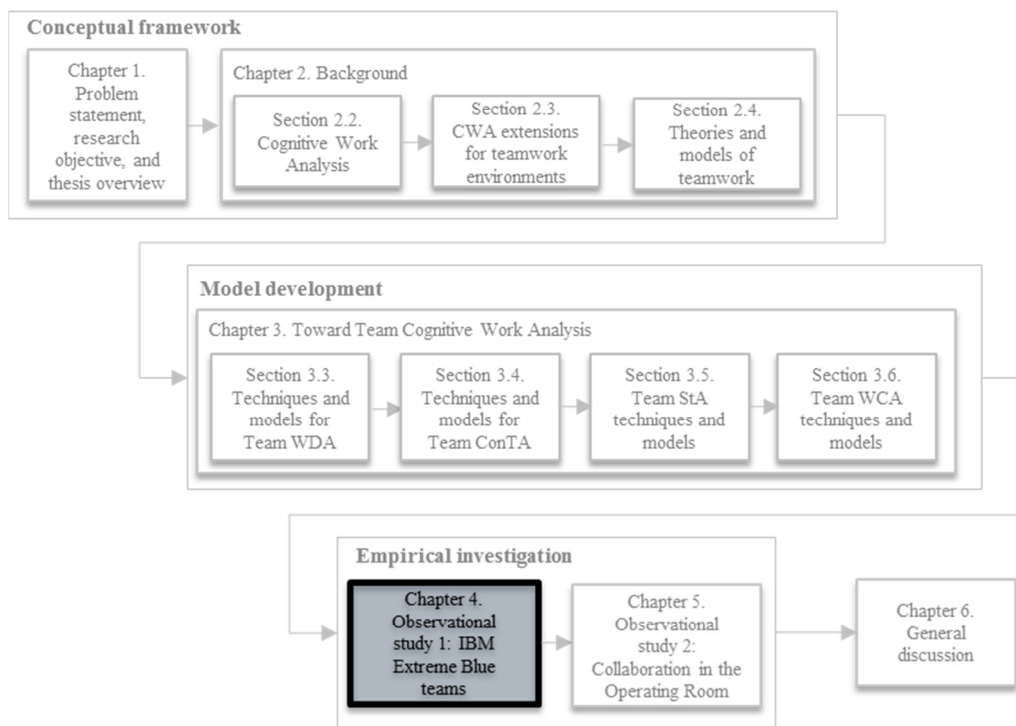 Conceptual framework
Chapter 1.
Problem
statement,
research
objective, and
thesis overview
Chapter 2. Background
Section 2.2.
Cognitive Work
Analysis
Section 2.3.
CWA extensions
for teamwork
environments
Section 2.4.
Theories and
models of
teamwork
Model development
Chapter 3. Toward Team Cognitive Work Analysis
Section 3.3.
Techniques and
models for
Team WDA
Section 3.4.
Techniques and
models for
Team ConTA
Section 3.5.
Team StA
techniques and
models
Section 3.6.
Team WCA
techniques and
models
Empirical investigation
Chapter 4.
Observational
study 1: IBM
Extreme Blue
teams
Chapter 5.
Observational
study 2:
Collaboration in the
Operating Room
Chapter 6.
General
discussion